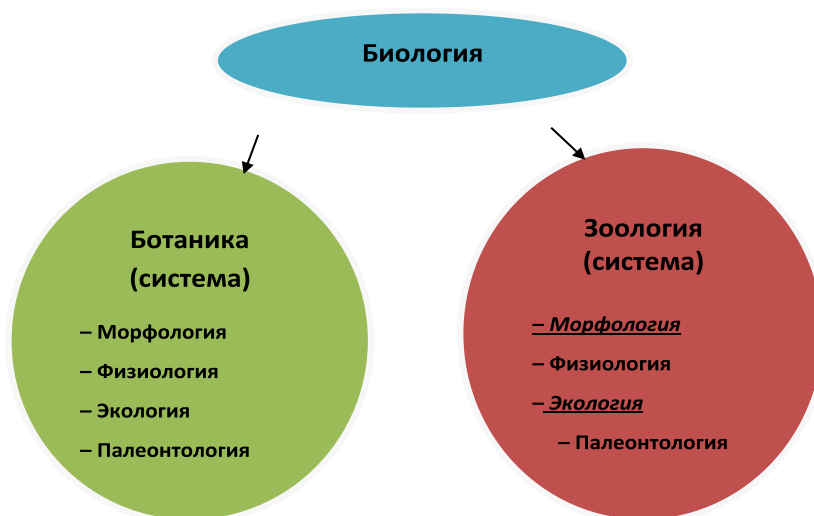 Биология
Ботаника
(система)
– Морфология
– Физиология
– Экология
– Палеонтология
Зоология
(система)
– Морфология
– Физиология
– Экология
– Палеонтология